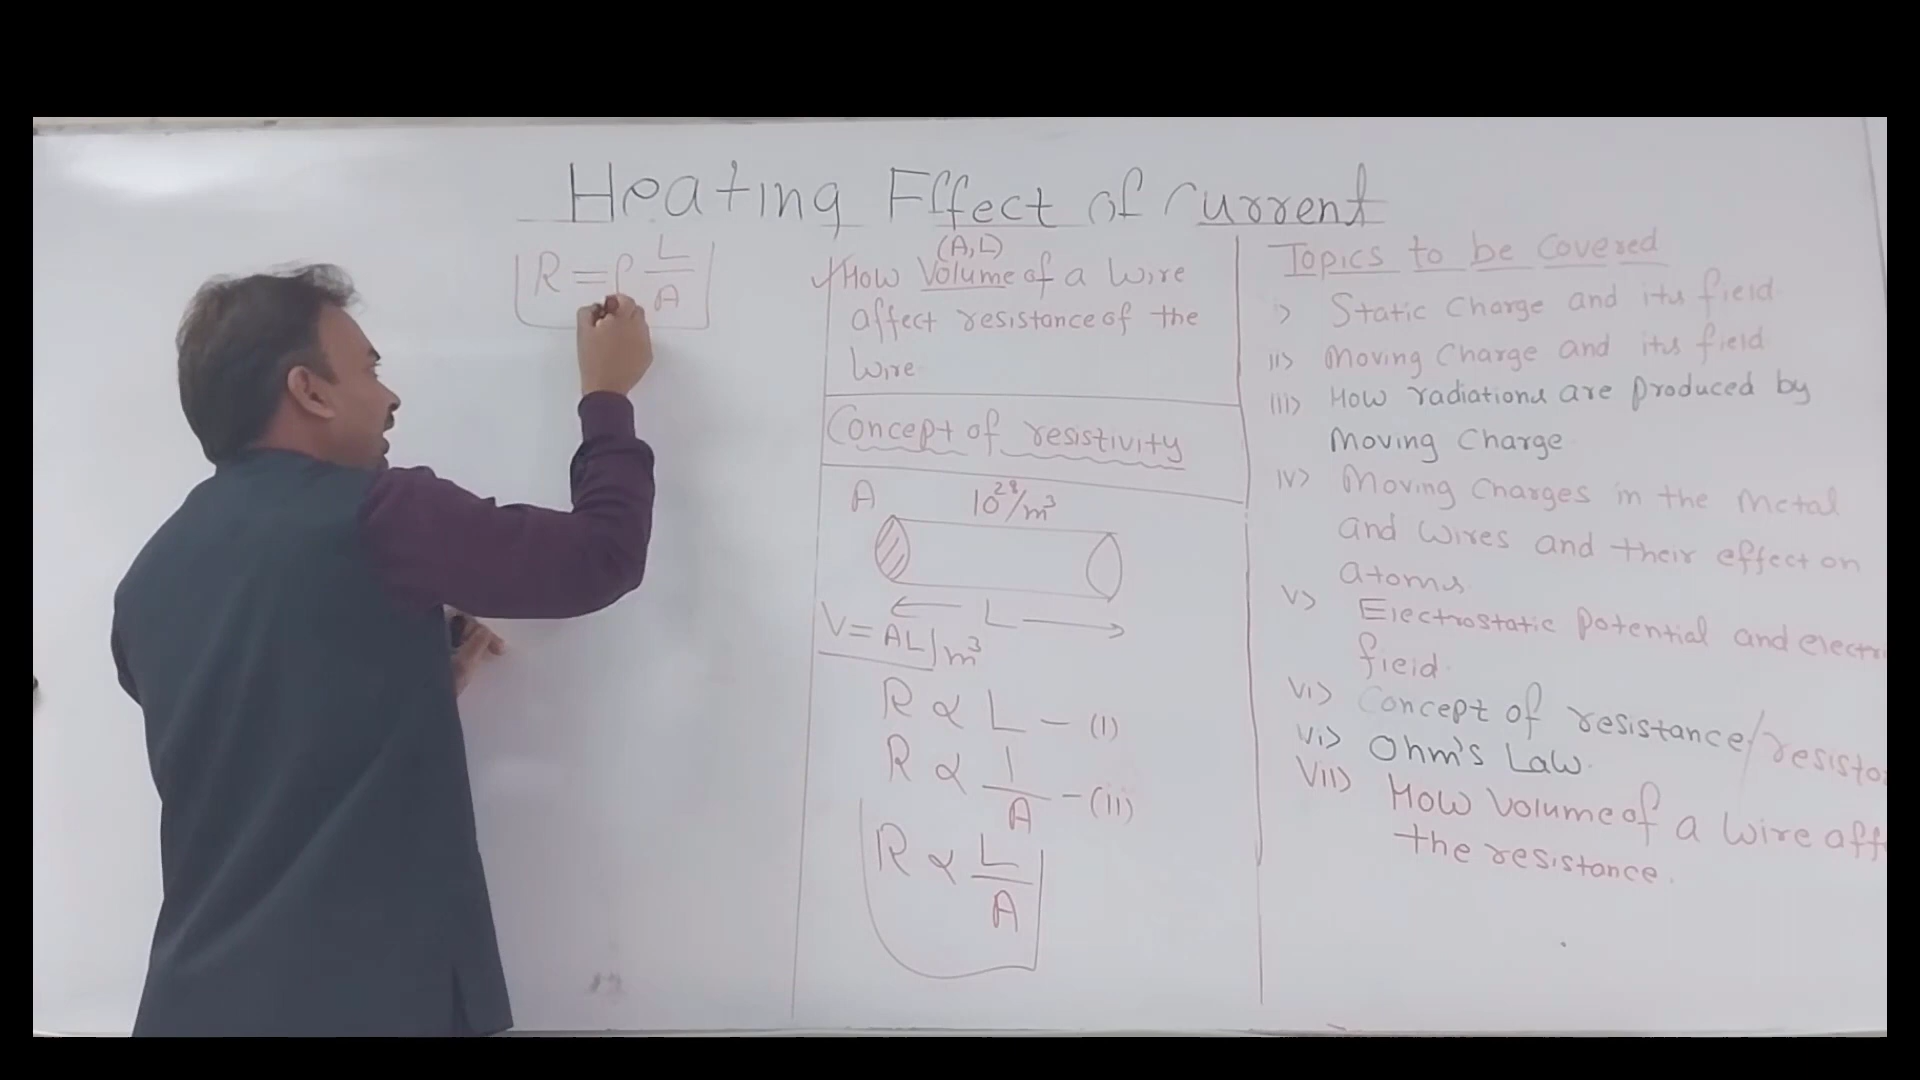 Heating Effect of Current
R = ρ L/A
(A, L)
How Volume of a Wire
affect resistance of the
Wire
Concept of resistivity
A
10²⁸/m³
L
V = AL/m³
R ∝ L - (I)
R ∝ 1/A - (II)
R ∝ L/A
Topics to be Covered
i> Static Charge and its field
ii> Moving Charge and its field
iii> How radiations are produced by
Moving Charge
iv> Moving Charges in the Metal
and Wires and their effect on
atoms
v> Electrostatic Potential and electr
field.
vi> Concept of resistance/resisto
vi> Ohm's Law.
vii> How Volume of a Wire aff
the resistance.